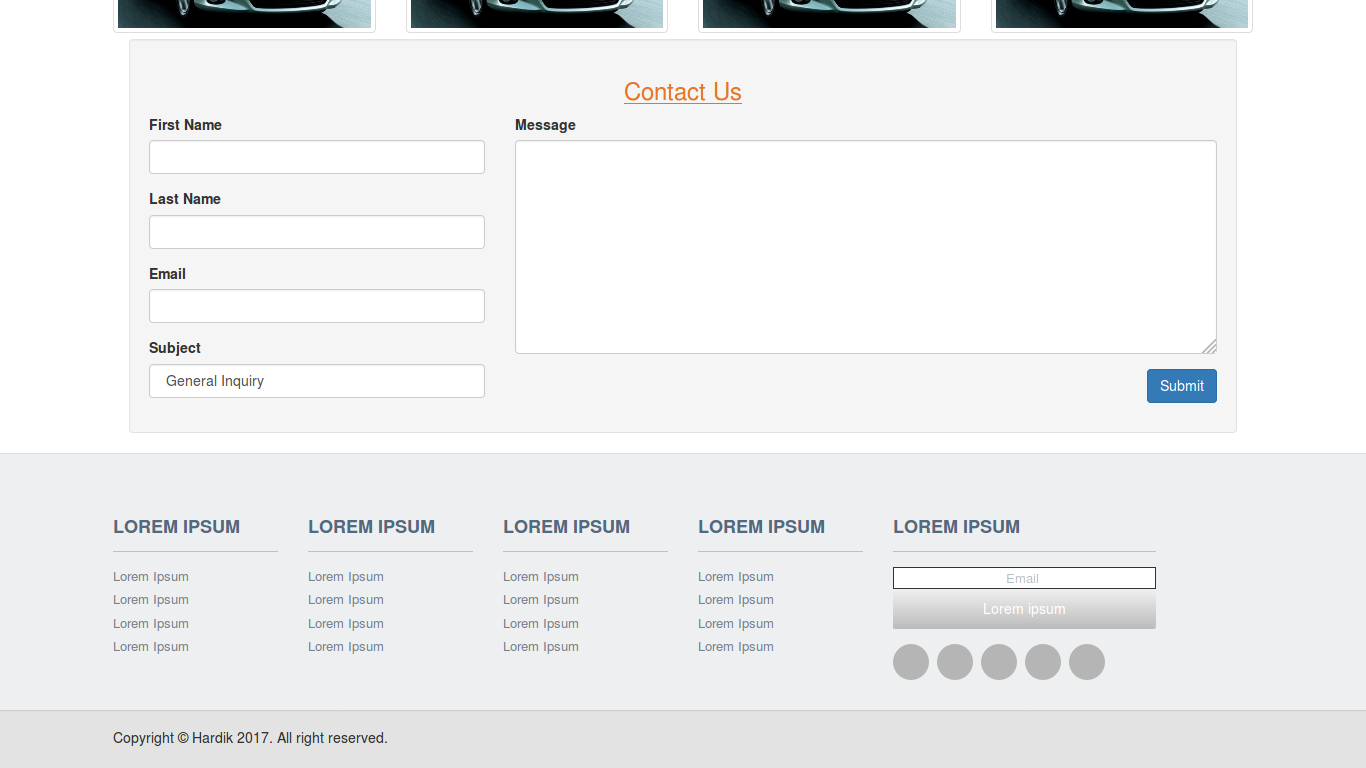 Contact Us
First Name
Last Name
Email
Subject
General Inquiry
Message
Submit
LOREM IPSUM
Lorem Ipsum
Lorem Ipsum
Lorem Ipsum
Lorem Ipsum
LOREM IPSUM
Lorem Ipsum
Lorem Ipsum
Lorem Ipsum
Lorem Ipsum
LOREM IPSUM
Lorem Ipsum
Lorem Ipsum
Lorem Ipsum
Lorem Ipsum
LOREM IPSUM
Lorem Ipsum
Lorem Ipsum
Lorem Ipsum
Lorem Ipsum
LOREM IPSUM
Email
Lorem ipsum
Copyright © Hardik 2017. All right reserved.